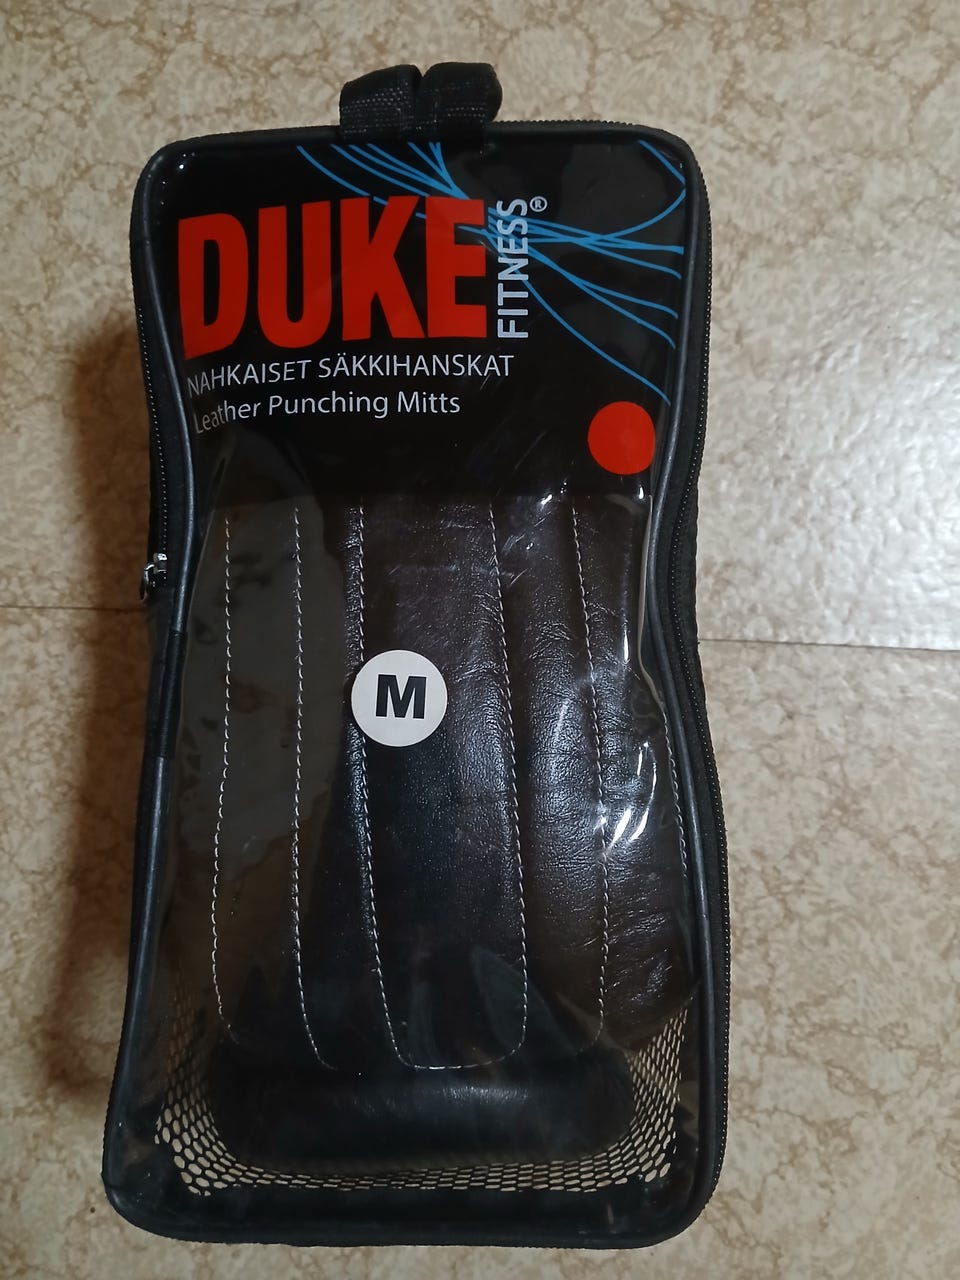 DUKE
FITNESS®
NAHKAISET SÄKKIHANSKAT
Leather Punching Mitts
M